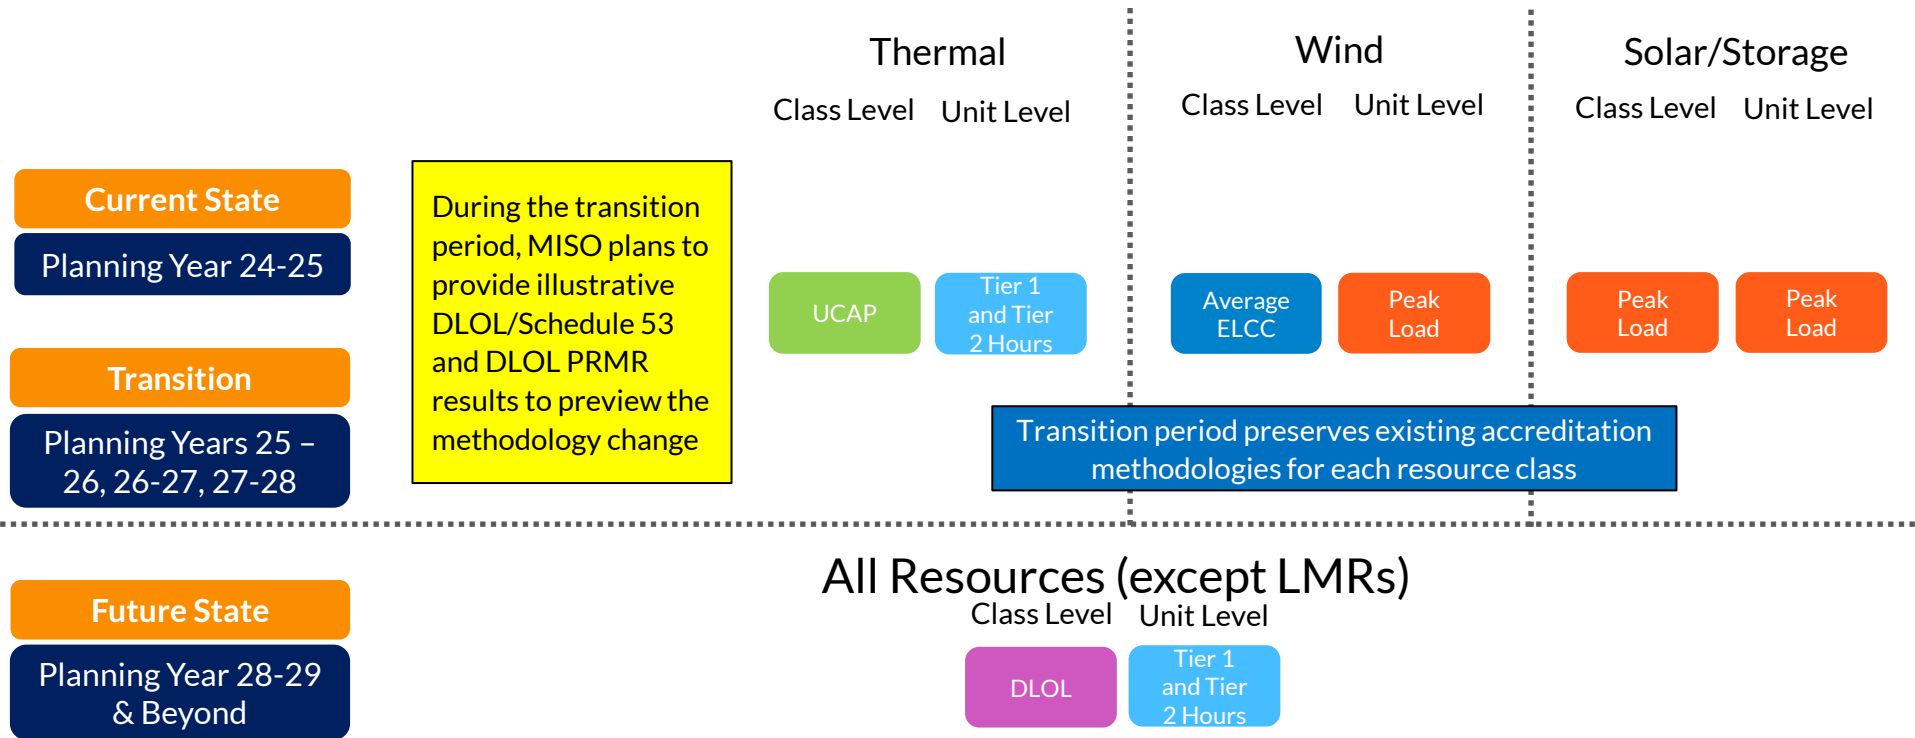 Thermal
Class Level
Unit Level
Wind
Class Level
Unit Level
Solar/Storage
Class Level
Unit Level
Current State
Planning Year 24-25
Transition
Planning Years 25 –
26, 26-27, 27-28
During the transition
period, MISO plans to
provide illustrative
DLOL/Schedule 53
and DLOL PRMR
results to preview the
methodology change
UCAP
Tier 1
and Tier
2 Hours
Average
ELCC
Peak
Load
Peak
Load
Peak
Load
Transition period preserves existing accreditation
methodologies for each resource class
Future State
Planning Year 28-29
& Beyond
All Resources (except LMRs)
Class Level
Unit Level
DLOL
Tier 1
and Tier
2 Hours